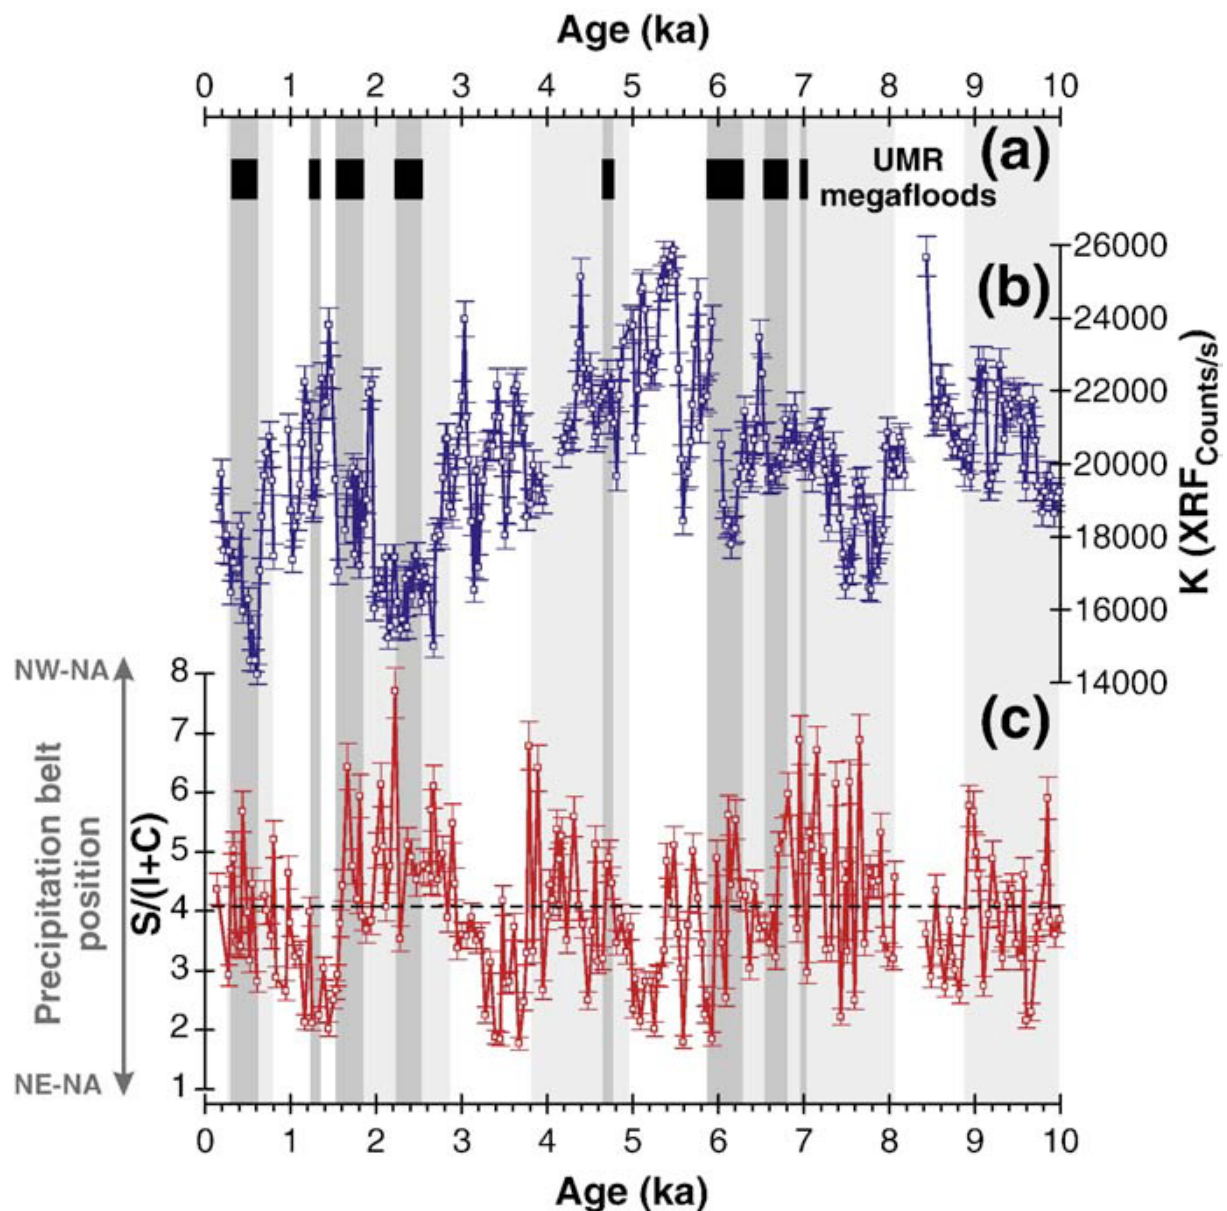 Age (ka)
0 1 2 3 4 5 6 7 8 9 10
(a)
UMR
megafloods
(b)
26000
24000
22000
20000
18000
16000
14000
K (XRF Counts/s)
NW-NA
Precipitation belt
position
NE-NA
S/(I+C)
8
7
6
5
4
3
2
1
(c)
0 1 2 3 4 5 6 7 8 9 10
Age (ka)